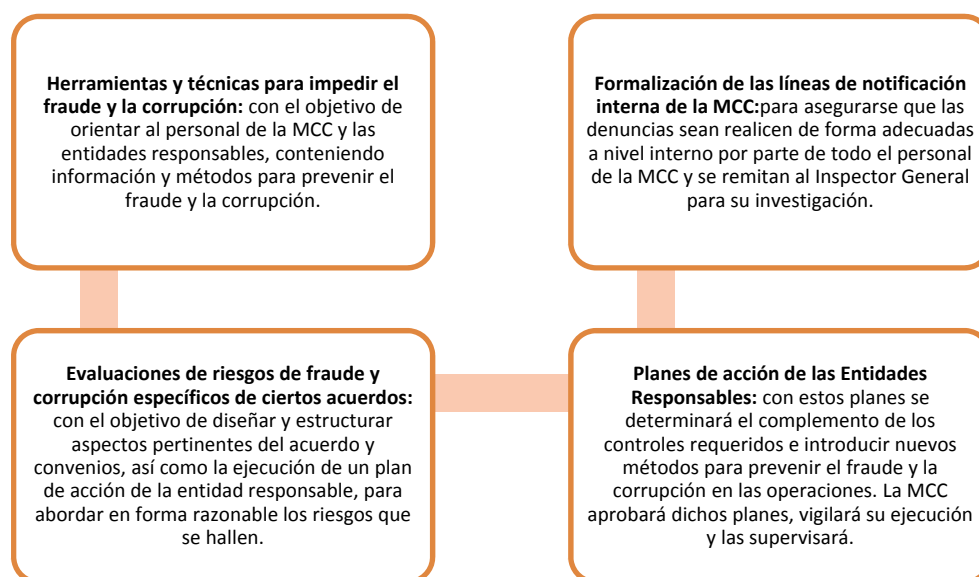 Herramientas y técnicas para impedir el
fraude y la corrupción: con el objetivo de
orientar al personal de la MCC y las
entidades responsables, conteniendo
información y métodos para prevenir el
fraude y la corrupción.
Evaluaciones de riesgos de fraude y
corrupción específicos de ciertos acuerdos:
con el objetivo de diseñar y estructurar
aspectos pertinentes del acuerdo y
convenios, así como la ejecución de un plan
de acción de la entidad responsable, para
abordar en forma razonable los riesgos que
se hallen.
Planes de acción de las Entidades
Responsables: con estos planes se
determinará el complemento de los
controles requeridos e introducir nuevos
métodos para prevenir el fraude y la
corrupción en las operaciones. La MCC
aprobará dichos planes, vigilará su ejecución
y las supervisará.
Formalización de las líneas de notificación
interna de la MCC:para asegurarse que las
denuncias sean realicen de forma adecuadas
a nivel interno por parte de todo el personal
de la MCC y se remitan al Inspector General
para su investigación.